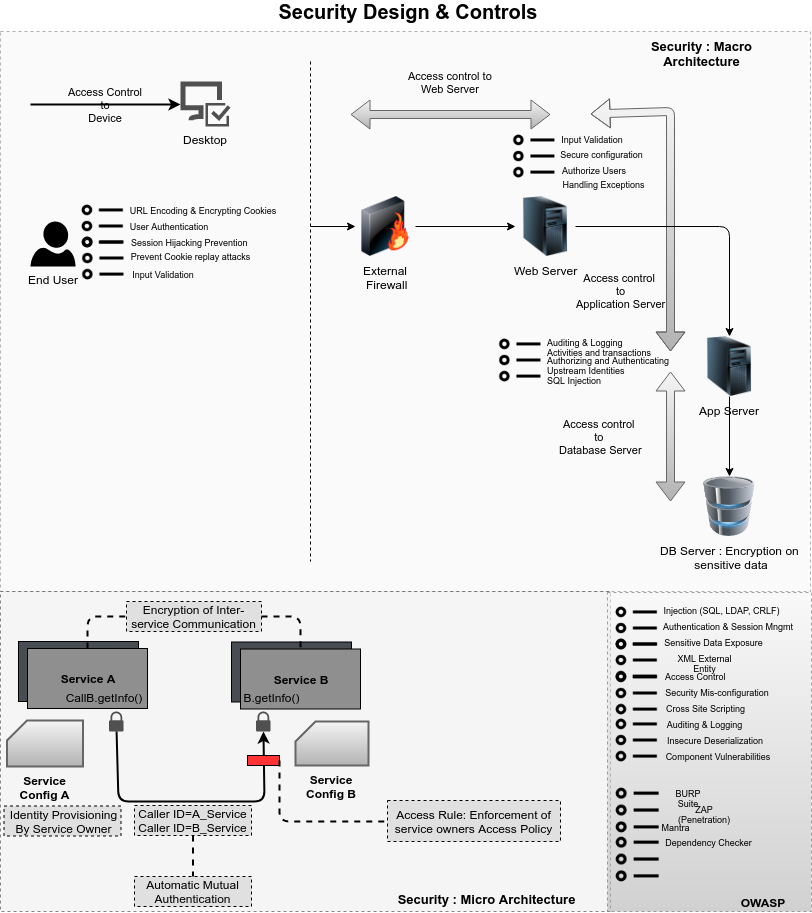 Security Design & Controls
Security : Macro
Architecture
Access Control
to
Device
Desktop
Access control to
Web Server
Input Validation
Secure configuration
Authorize Users
Handling Exceptions
URL Encoding & Encrypting Cookies
User Authentication
Session Hijacking Prevention
Prevent Cookie replay attacks
Input Validation
End User
External
Firewall
Web Server
Access control
to
Application Server
Auditing & Logging
Activities and transactions
Authorizing and Authenticating
Upstream Identities
SQL Injection
App Server
Access control
to
Database Server
DB Server : Encryption on
sensitive data
Encryption of Inter-
service Communication
Service A
CallB.getInfo()
Service B
B.getInfo()
Service
Config A
Service
Config B
Identity Provisioning
By Service Owner
Caller ID=A_Service
Caller ID=B_Service
Access Rule: Enforcement of
service owners Access Policy
Automatic Mutual
Authentication
Security : Micro Architecture
Injection (SQL, LDAP, CRLF)
Authentication & Session Mngmt
Sensitive Data Exposure
XML External
Entity
Access Control
Security Mis-configuration
Cross Site Scripting
Auditing & Logging
Insecure Deserialization
Component Vulnerabilities
BURP
Suite
ZAP
(Penetration)
Mantra
Dependency Checker
OWASP